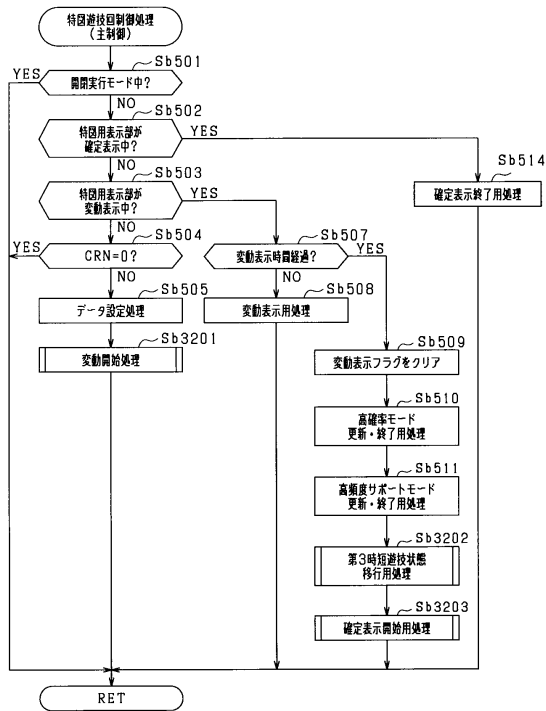 特図遊技回制御処理
(主制御)
Sb501
開閉実行モード中?
YES
NO
Sb502
特図用表示部が
確定表示中?
YES
NO
Sb503
特図用表示部が
変動表示中?
YES
NO
Sb514
確定表示終了用処理
Sb504
CRN=0?
YES
NO
Sb507
変動表示時間経過?
YES
NO
Sb505
データ設定処理
Sb508
変動表示用処理
Sb3201
変動開始処理
Sb509
変動表示フラグをクリア
Sb510
高確率モード
更新・終了用処理
Sb511
高頻度サポートモード
更新・終了用処理
Sb3202
第3時短遊技状態
移行用処理
Sb3203
確定表示開始用処理
RET